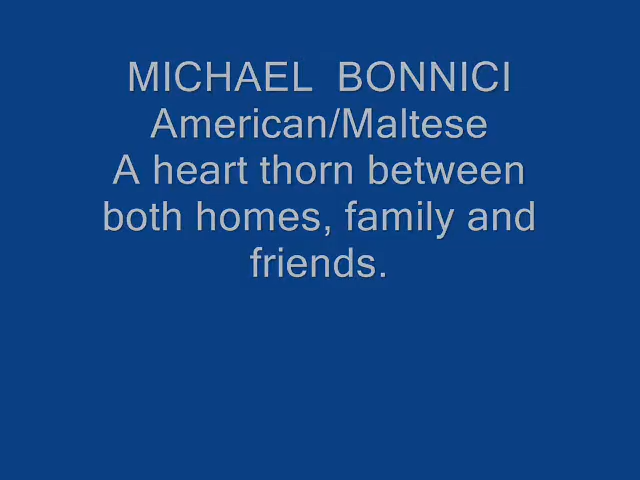 MICHAEL  BONNICI
American/Maltese
A heart thorn between
both homes, family and
friends.